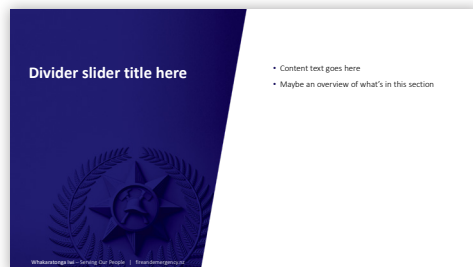 Divider slider title here
• Content text goes here
• Maybe an overview of what's in this section
Whakaratonga Iwi – Serving Our People | fireandemergency.nz